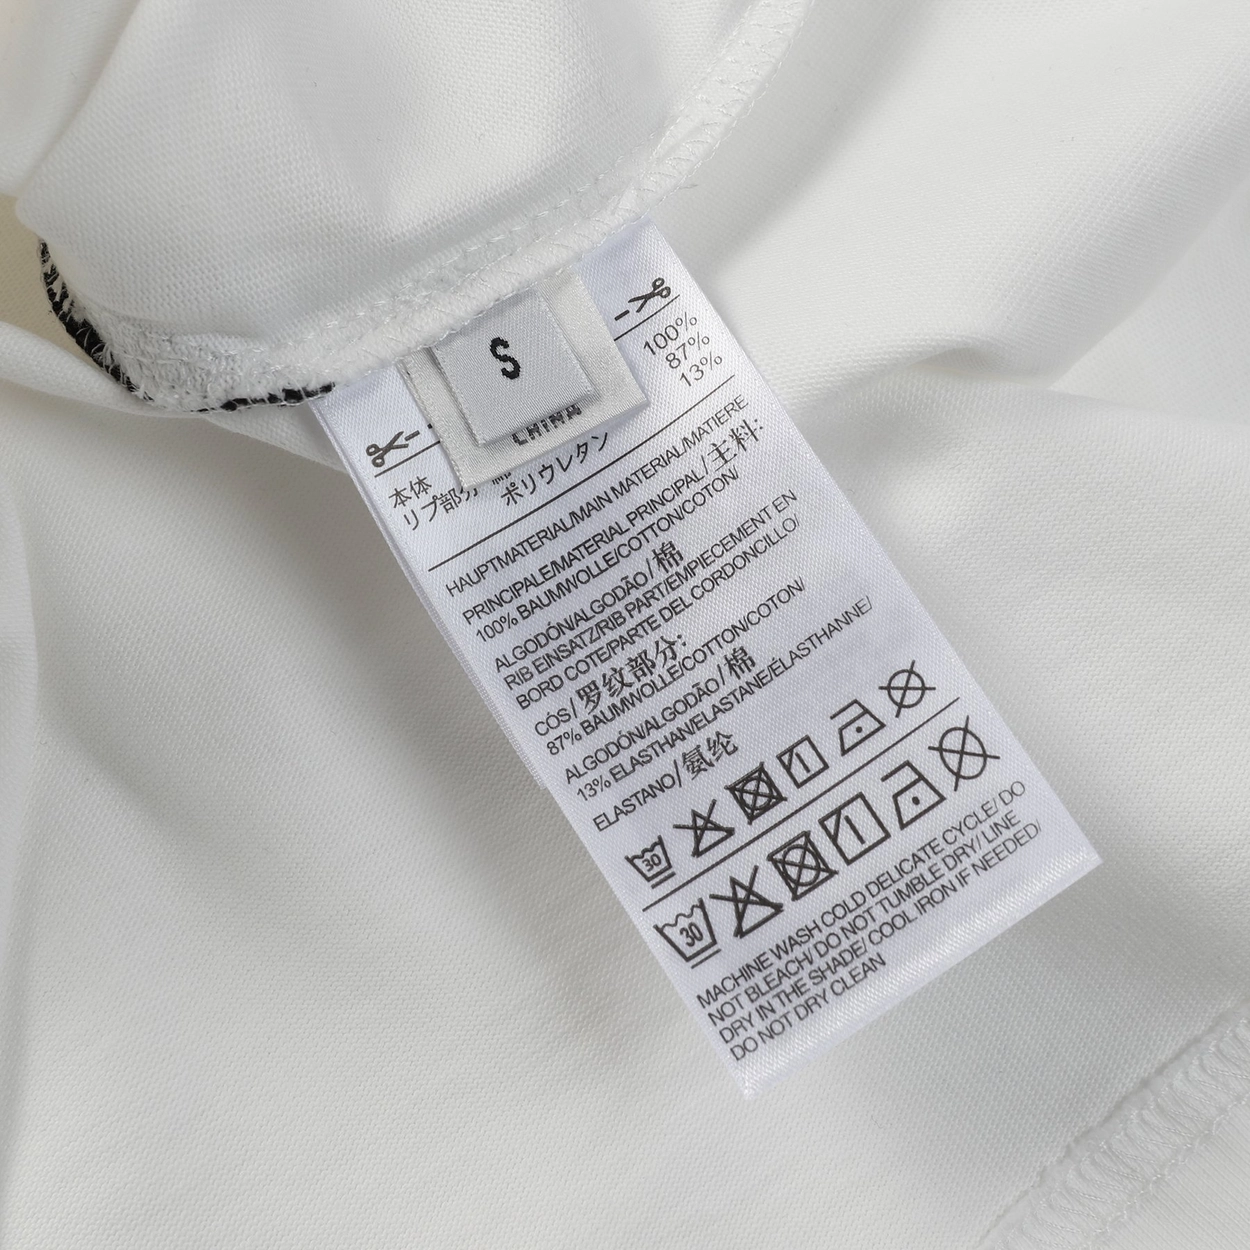 S
CHINA
100%
87%
13%
本体
リブ部分
ポリウレタン
HAUPTMATERIAL/MAIN MATERIAL/MATIERE
PRINCIPALE/MATERIAL PRINCIPAL/主料:
100% BAUMWOLLE/COTTON/COTON/
ALGODÓN/ALGODÃO/棉
RIB EINSATZ/RIB PART/EMPIECEMENT EN
BORD COTE/PARTE DEL CORDONCILLO/
CÓS/罗纹部分:
87% BAUMWOLLE/COTTON/COTON/
ALGODÓN/ALGODÃO/棉
13% ELASTHAN/ELASTANE/ÉLASTHANNE/
ELASTANO/氨纶
30
30
MACHINE WASH COLD DELICATE CYCLE/ DO
NOT BLEACH/ DO NOT TUMBLE DRY/ LINE
DRY IN THE SHADE/ COOL IRON IF NEEDED/
DO NOT DRY CLEAN